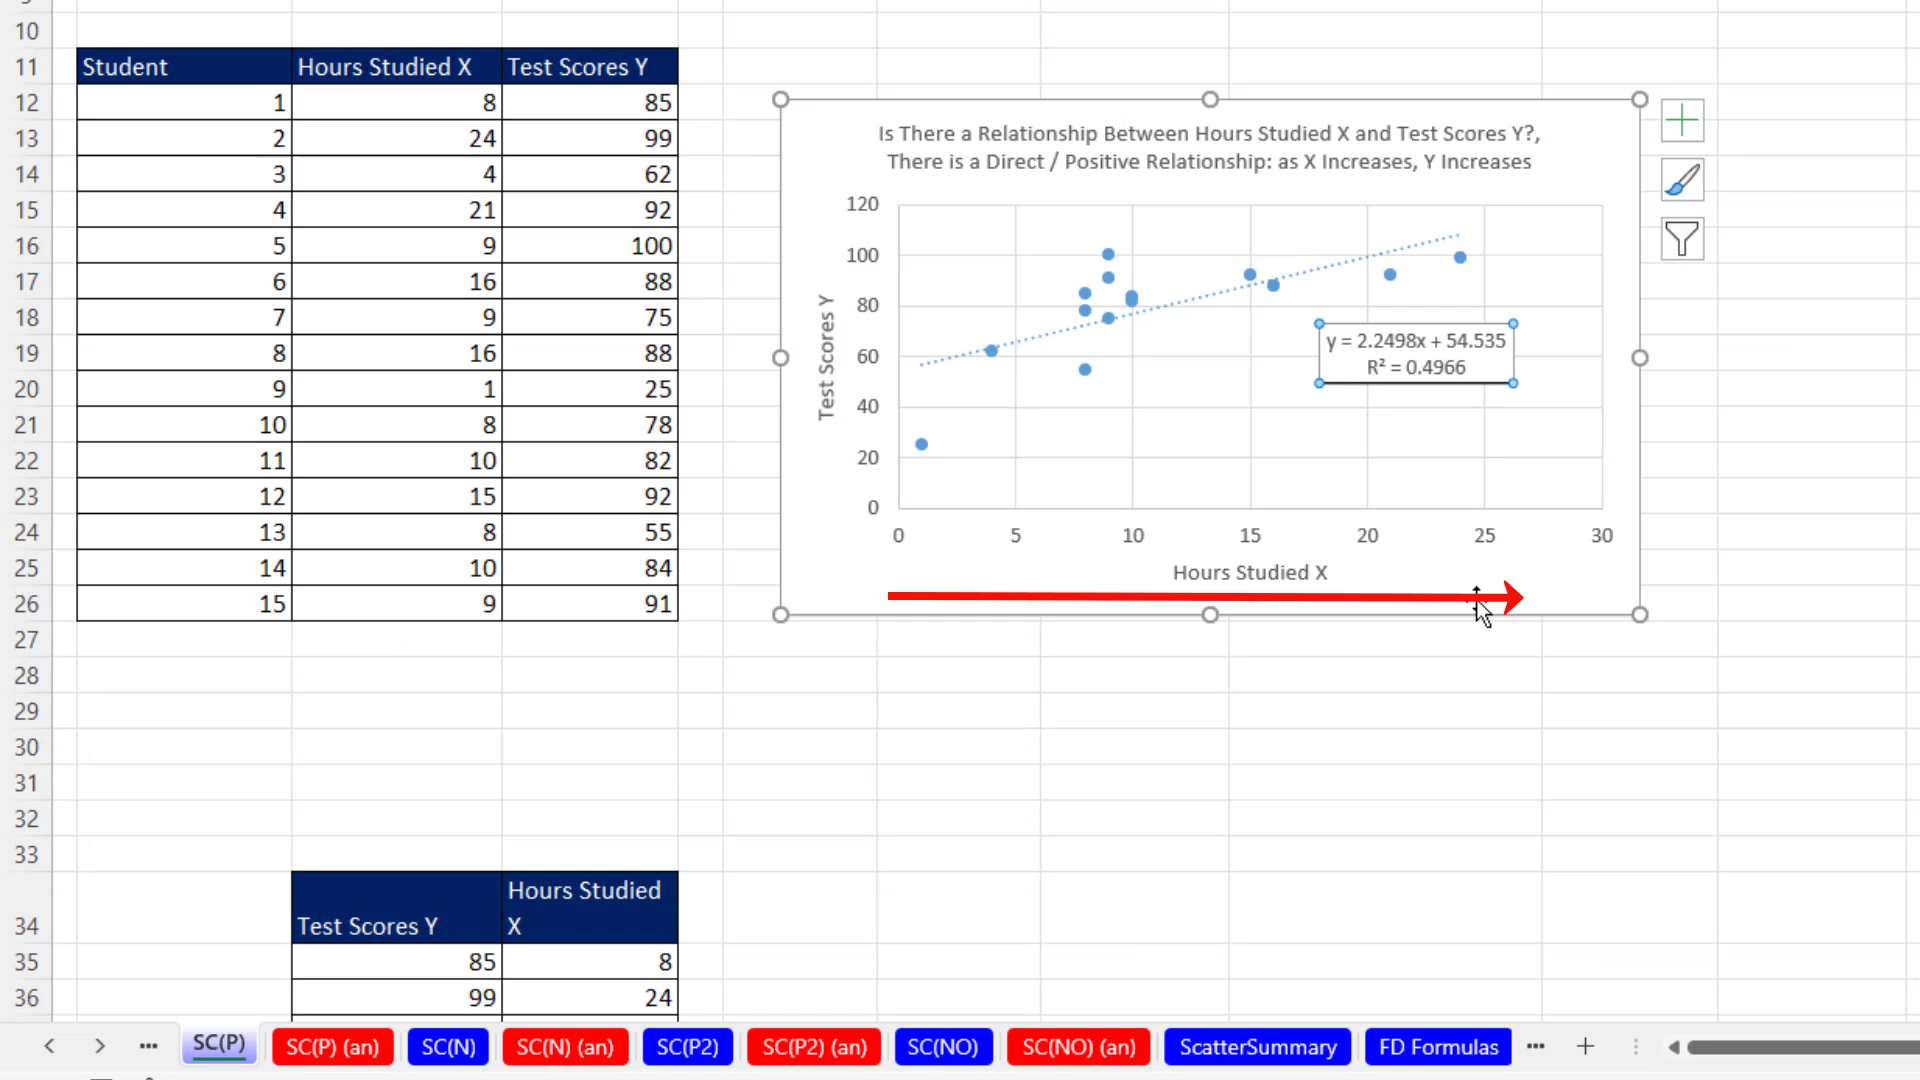 10
11 Student Hours Studied X Test Scores Y
12 1 8 85
13 2 24 99
14 3 4 62
15 4 21 92
16 5 9 100
17 6 16 88
18 7 9 75
19 8 16 88
20 9 1 25
21 10 8 78
22 11 10 82
23 12 15 92
24 13 8 55
25 14 10 84
26 15 9 91
27
28
29
30
31
32
33
Hours Studied
34 Test Scores Y X
35 85 8
36 99 24
Is There a Relationship Between Hours Studied X and Test Scores Y?,
There is a Direct / Positive Relationship: as X Increases, Y Increases
120
100
80
60
40
20
0
Test Scores Y
y = 2.2498x + 54.535
R² = 0.4966
0 5 10 15 20 25 30
Hours Studied X
SC(P) SC(P) (an) SC(N) SC(N) (an) SC(P2) SC(P2) (an) SC(NO) SC(NO) (an) ScatterSummary FD Formulas